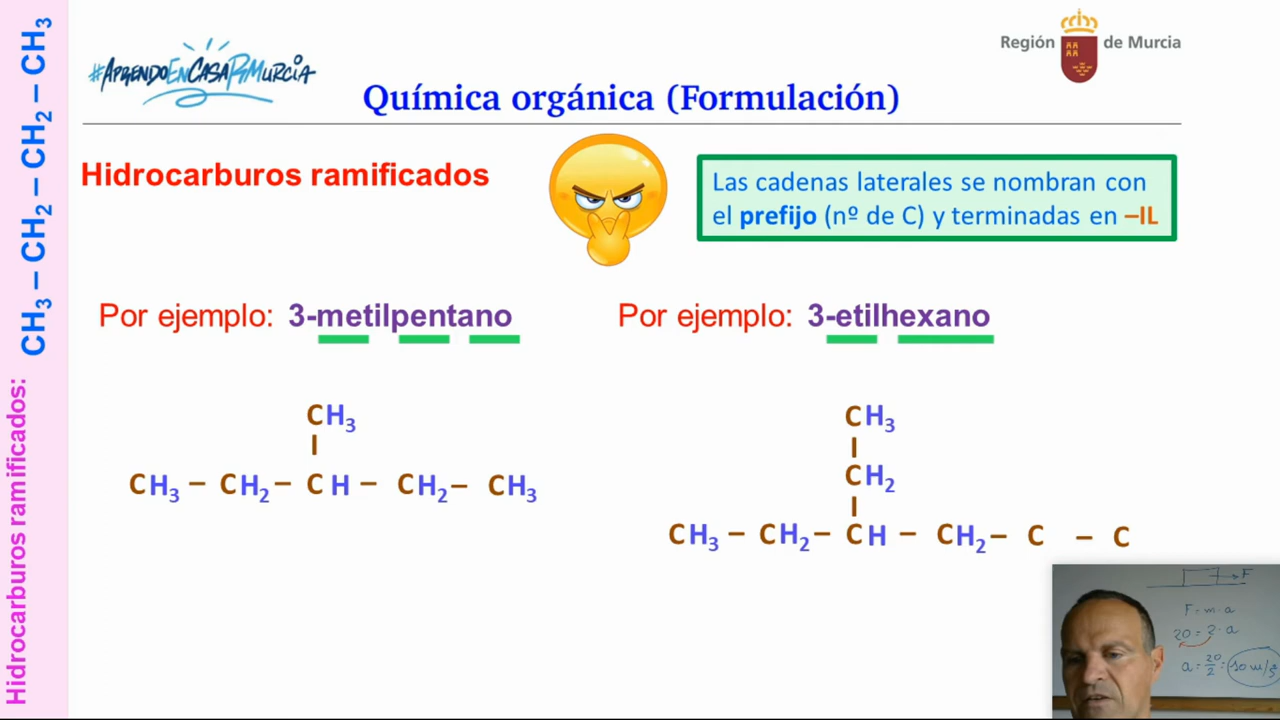 Hidrocarburos ramificados: CH3 – CH2 – CH2 – CH3
#APRENDOENCASARMURCIA
Región de Murcia
Química orgánica (Formulación)
Hidrocarburos ramificados
Las cadenas laterales se nombran con
el prefijo (nº de C) y terminadas en –IL
Por ejemplo: 3-metilpentano
CH3
CH3 – CH2 – CH – CH2 – CH3
Por ejemplo: 3-etilhexano
CH3
CH2
CH3 – CH2 – CH – CH2 – C – C
F
F = m · a
20 = 2 · a
a = 20/2 = 10 m/s